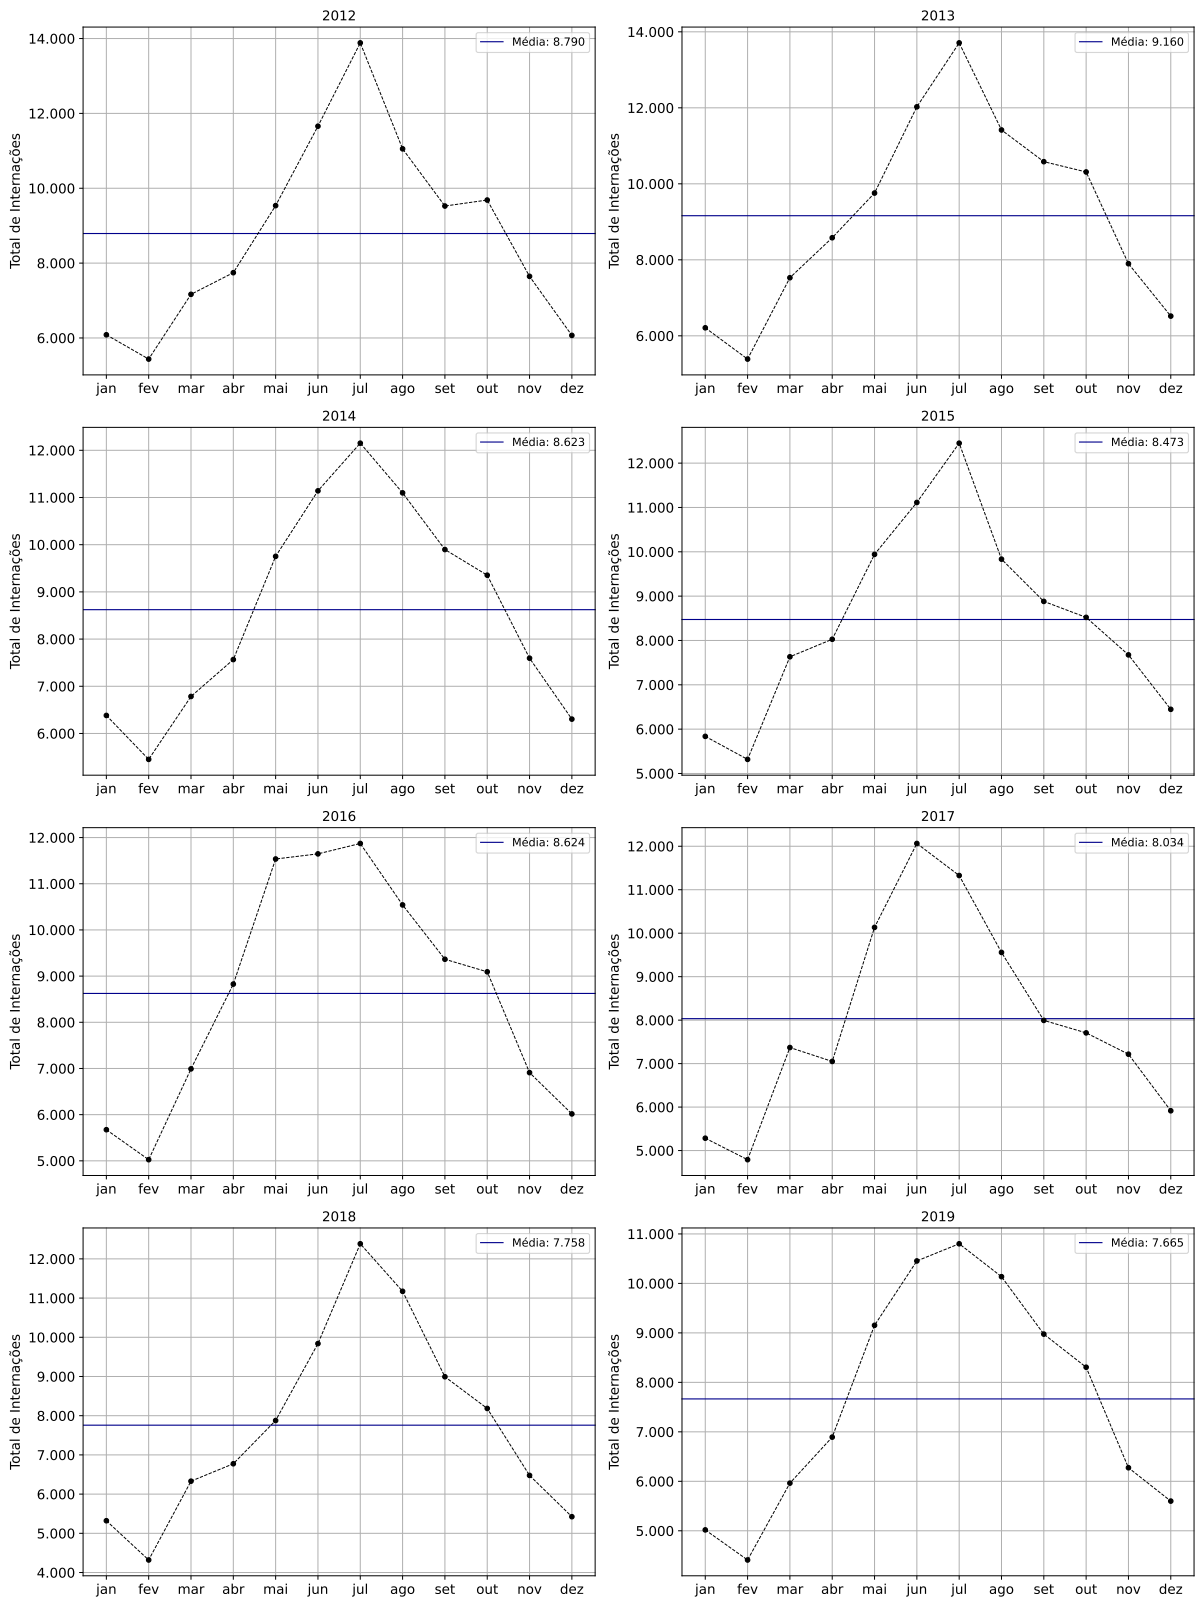 2012
Média: 8.790
Total de Internações
14.000
12.000
10.000
8.000
6.000
jan fev mar abr mai jun jul ago set out nov dez
2013
Média: 9.160
Total de Internações
14.000
12.000
10.000
8.000
6.000
jan fev mar abr mai jun jul ago set out nov dez
2014
Média: 8.623
Total de Internações
12.000
11.000
10.000
9.000
8.000
7.000
6.000
jan fev mar abr mai jun jul ago set out nov dez
2015
Média: 8.473
Total de Internações
12.000
11.000
10.000
9.000
8.000
7.000
6.000
5.000
jan fev mar abr mai jun jul ago set out nov dez
2016
Média: 8.624
Total de Internações
12.000
11.000
10.000
9.000
8.000
7.000
6.000
5.000
jan fev mar abr mai jun jul ago set out nov dez
2017
Média: 8.034
Total de Internações
12.000
11.000
10.000
9.000
8.000
7.000
6.000
5.000
jan fev mar abr mai jun jul ago set out nov dez
2018
Média: 7.758
Total de Internações
12.000
11.000
10.000
9.000
8.000
7.000
6.000
5.000
4.000
jan fev mar abr mai jun jul ago set out nov dez
2019
Média: 7.665
Total de Internações
11.000
10.000
9.000
8.000
7.000
6.000
5.000
jan fev mar abr mai jun jul ago set out nov dez